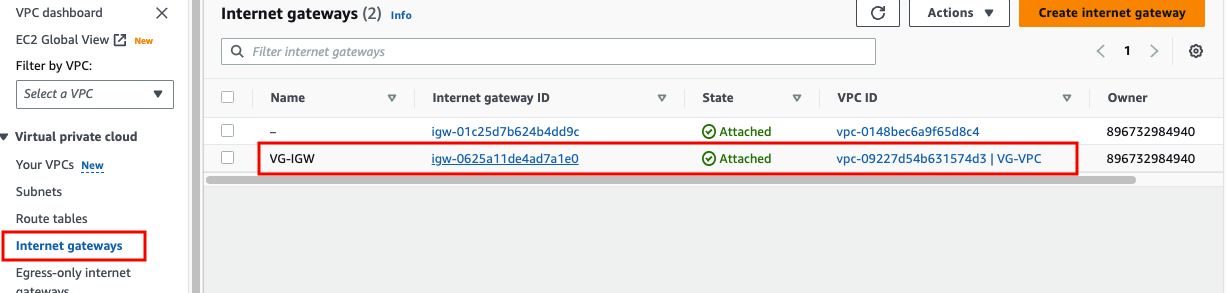 VPC dashboard
EC2 Global View New
Filter by VPC:
Select a VPC
Virtual private cloud
Your VPCs New
Subnets
Route tables
Internet gateways
Egress-only internet
gateways
Internet gateways (2) Info
Actions
Create internet gateway
Filter internet gateways
1
Name Internet gateway ID State VPC ID Owner
– igw-01c25d7b624b4dd9c Attached vpc-0148bec6a9f65d8c4 896732984940
VG-IGW igw-0625a11de4ad7a1e0 Attached vpc-09227d54b631574d3 | VG-VPC 896732984940